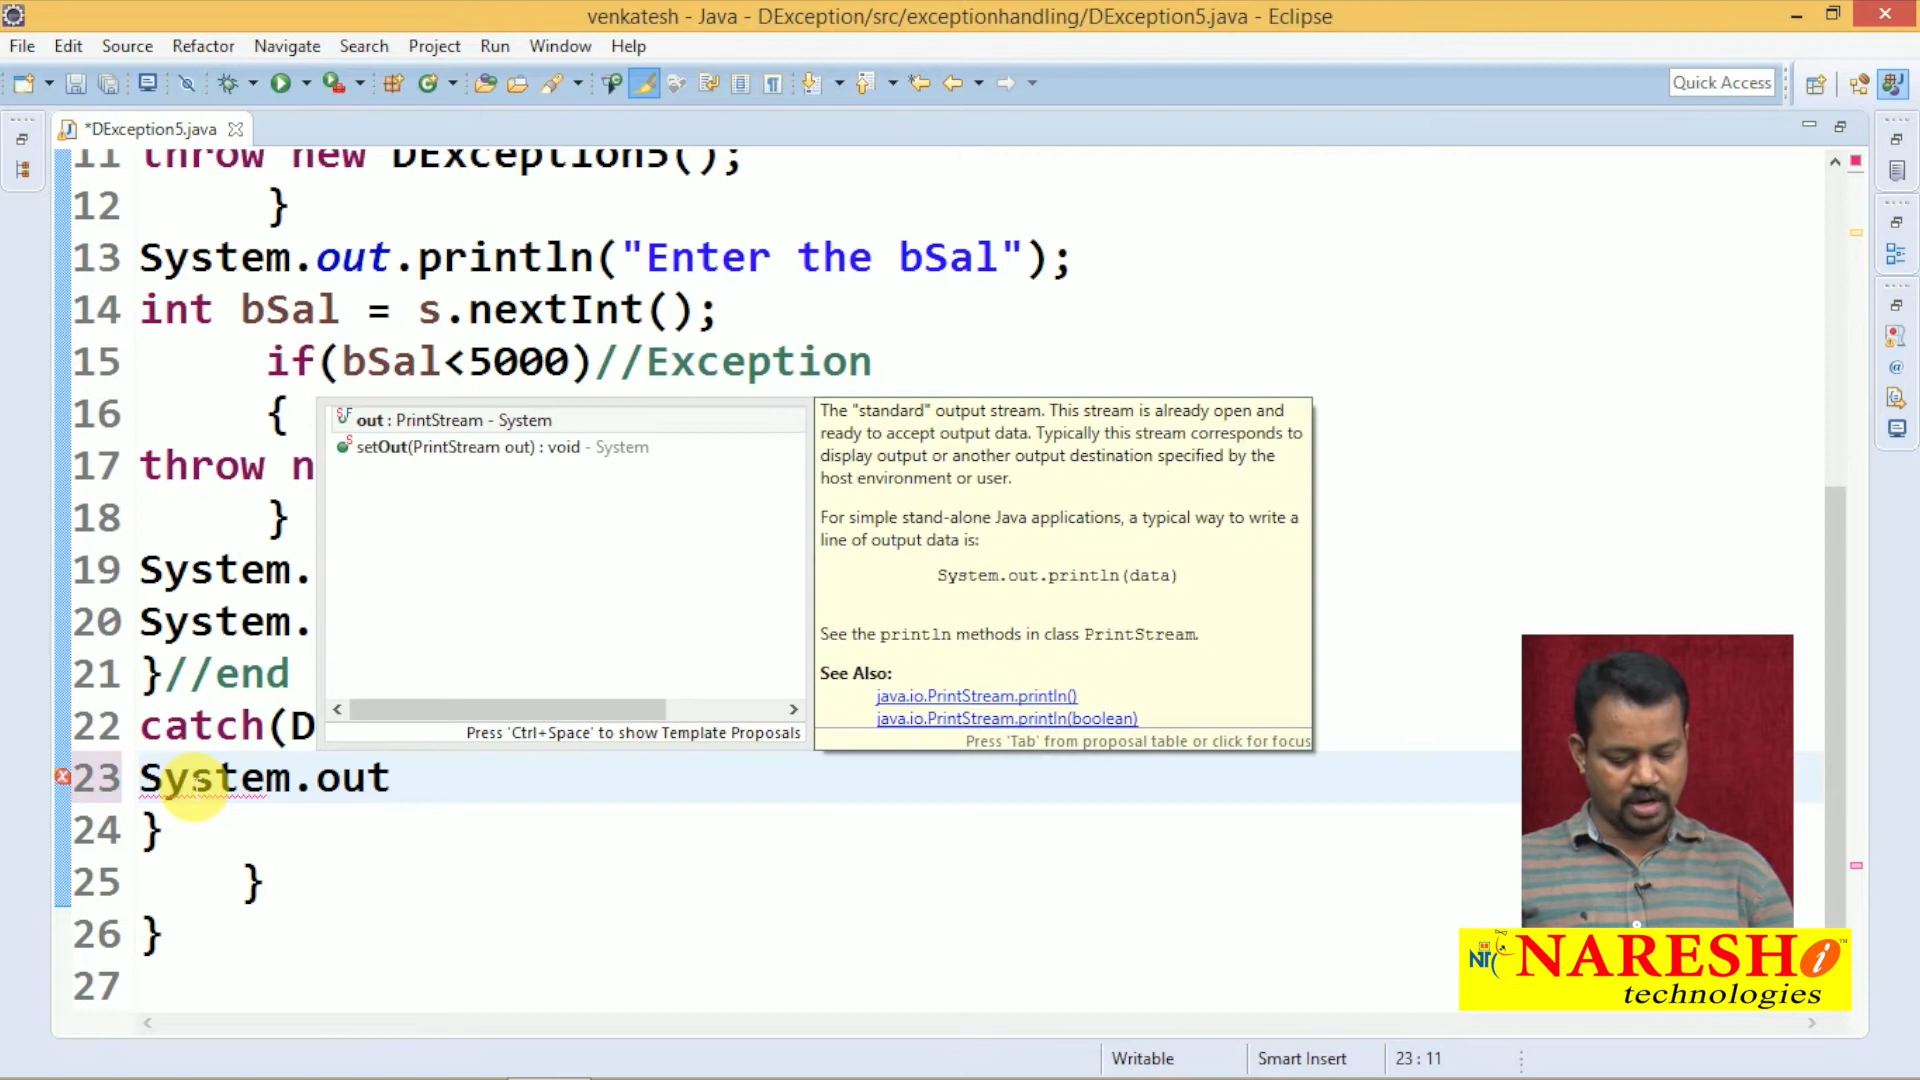 venkatesh - Java - DException/src/exceptionhandling/DException5.java - Eclipse
File Edit Source Refactor Navigate Search Project Run Window Help
Quick Access
*DException5.java
11 throw new DException5();
12 }
13 System.out.println("Enter the bSal");
14 int bSal = s.nextInt();
15 if(bSal<5000)//Exception
16 {
17 throw n
18 }
19 System.
20 System.
21 }//end
22 catch(D
23 System.out
24 }
25 }
26 }
27
out : PrintStream - System
setOut(PrintStream out) : void - System
Press 'Ctrl+Space' to show Template Proposals
The "standard" output stream. This stream is already open and
ready to accept output data. Typically this stream corresponds to
display output or another output destination specified by the
host environment or user.
For simple stand-alone Java applications, a typical way to write a
line of output data is:
System.out.println(data)
See the println methods in class PrintStream.
See Also:
java.io.PrintStream.println()
java.io.PrintStream.println(boolean)
Press 'Tab' from proposal table or click for focus
NARESH i
technologies
Writable Smart Insert 23 : 11